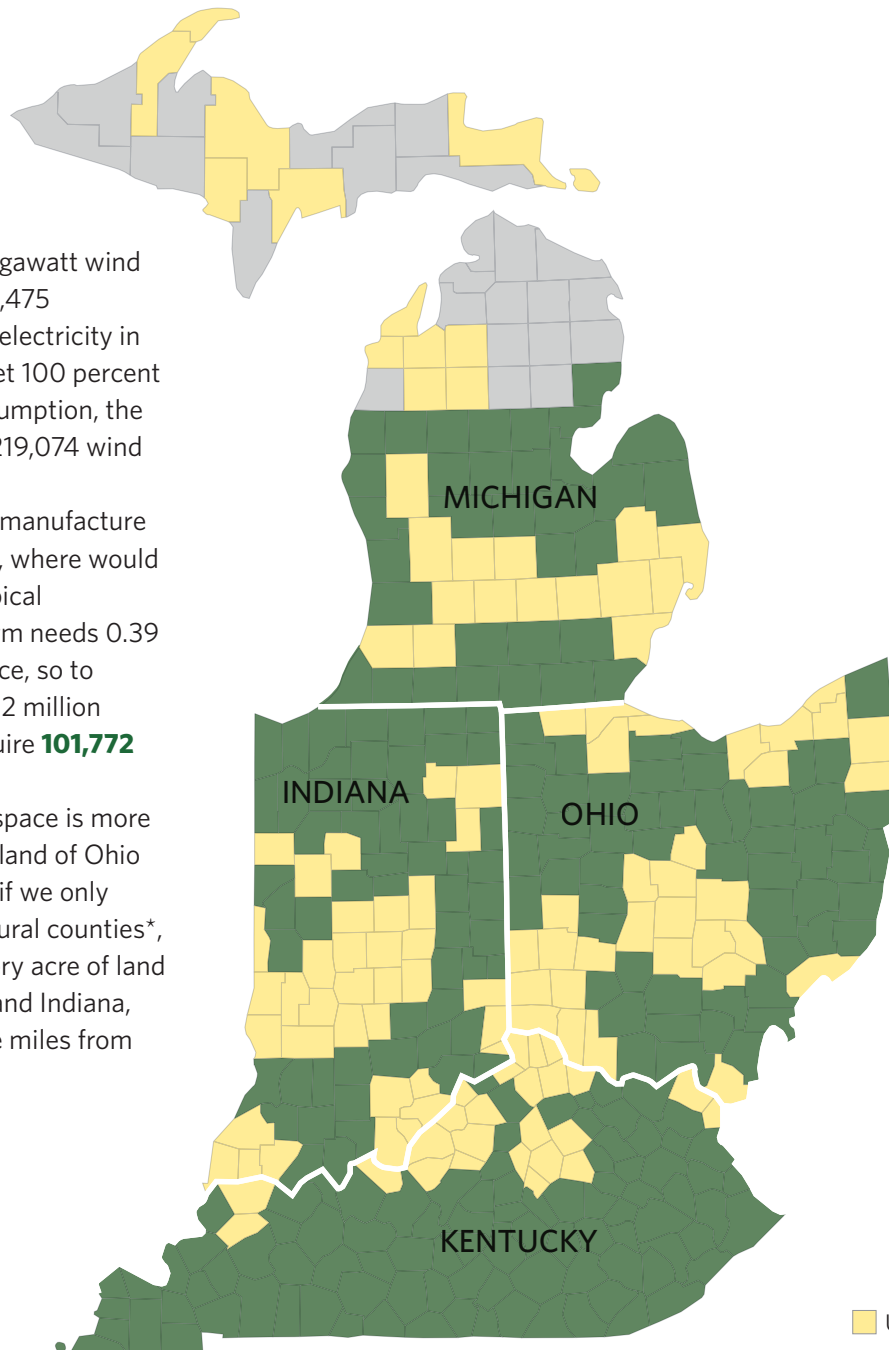 gawatt wind
,475
electricity in
et 100 percent
umption, the
219,074 wind
manufacture
, where would
pical
rm needs 0.39
ce, so to
2 million
uire 101,772
space is more
land of Ohio
if we only
ural counties*,
ry acre of land
and Indiana,
e miles from
MICHIGAN
INDIANA
OHIO
KENTUCKY
U